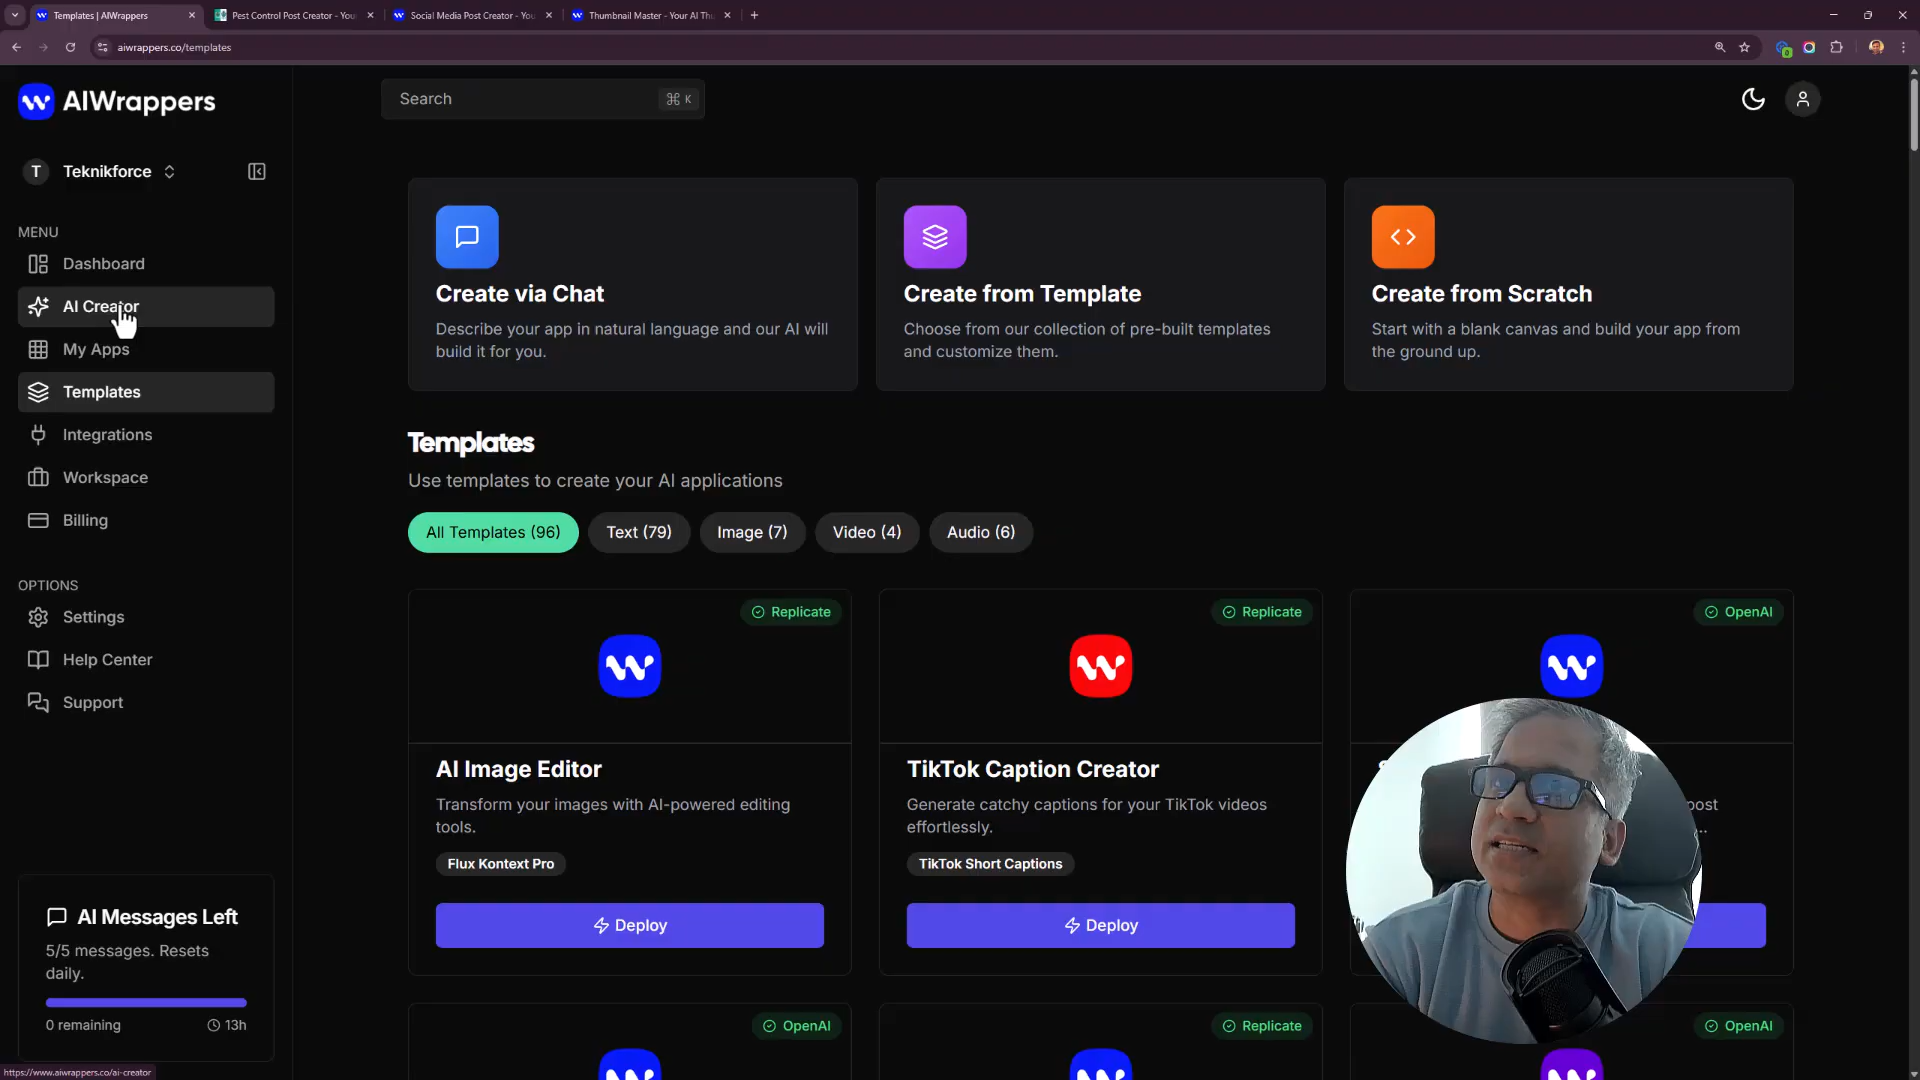 Templates | AIWrappers
Pest Control Post Creator - You
Social Media Post Creator - You
Thumbnail Master - Your AI Thu
aiwrappers.co/templates
AIWrappers
Search
⌘ K
T
Teknikforce
MENU
Dashboard
AI Creator
My Apps
Templates
Integrations
Workspace
Billing
OPTIONS
Settings
Help Center
Support
AI Messages Left
5/5 messages. Resets
daily.
0 remaining
13h
https://www.aiwrappers.co/ai-creator
Create via Chat
Describe your app in natural language and our AI will
build it for you.
Create from Template
Choose from our collection of pre-built templates
and customize them.
Create from Scratch
Start with a blank canvas and build your app from
the ground up.
Templates
Use templates to create your AI applications
All Templates (96)
Text (79)
Image (7)
Video (4)
Audio (6)
Replicate
AI Image Editor
Transform your images with AI-powered editing
tools.
Flux Kontext Pro
Deploy
Replicate
TikTok Caption Creator
Generate catchy captions for your TikTok videos
effortlessly.
TikTok Short Captions
Deploy
OpenAI
post
OpenAI
Replicate
OpenAI